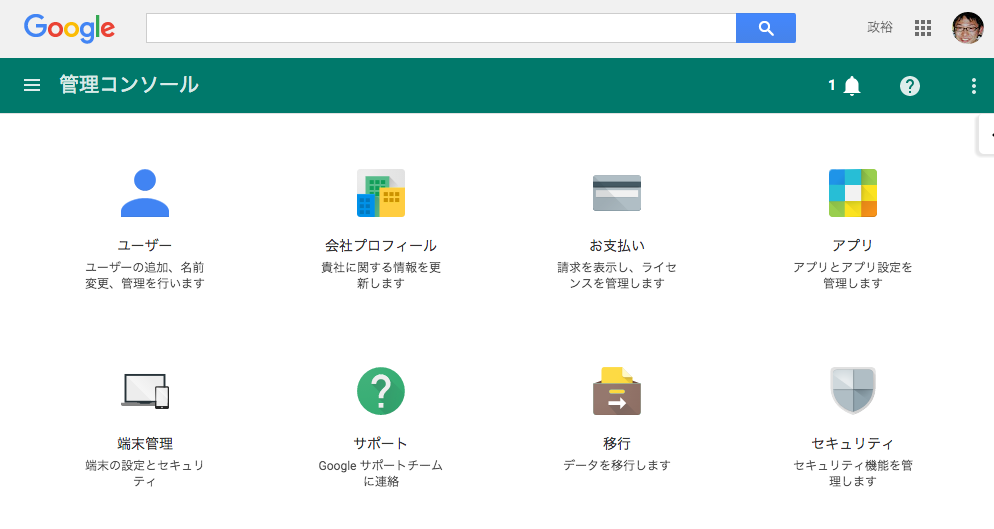 Google
政裕
管理コンソール
1
ユーザー
ユーザーの追加、名前
変更、管理を行います
会社プロフィール
貴社に関する情報を更
新します
お支払い
請求を表示し、ライセ
ンスを管理します
アプリ
アプリとアプリ設定を
管理します
端末管理
端末の設定とセキュリ
ティ
サポート
Google サポートチーム
に連絡
移行
データを移行します
セキュリティ
セキュリティ機能を管
理します